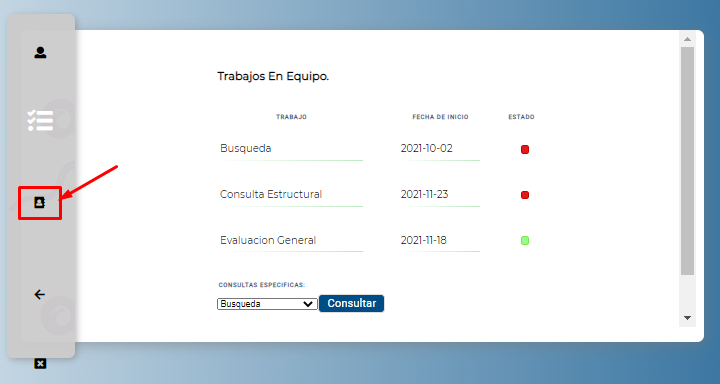 Trabajos En Equipo.
TRABAJO FECHA DE INICIO ESTADO
Busqueda 2021-10-02
Consulta Estructural 2021-11-23
Evaluacion General 2021-11-18
CONSULTAS ESPECIFICAS:
Busqueda Consultar